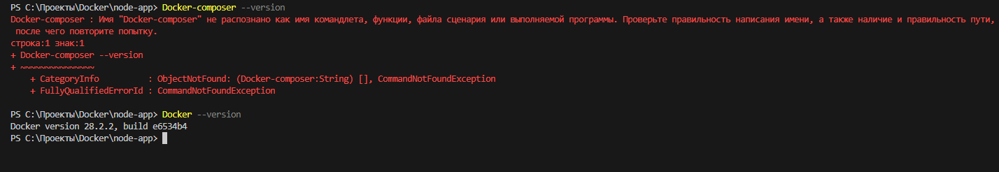 PS C:\Проекты\Docker\node-app> Docker-composer --version
Docker-composer : Имя "Docker-composer" не распознано как имя командлета, функции, файла сценария или выполняемой программы. Проверьте правильность написания имени, а также наличие и правильность пути,
после чего повторите попытку.
строка:1 знак:1
+ Docker-composer --version
+ ~~~~~~~~~~~~~~~
+ CategoryInfo          : ObjectNotFound: (Docker-composer:String) [], CommandNotFoundException
+ FullyQualifiedErrorId : CommandNotFoundException
PS C:\Проекты\Docker\node-app> Docker --version
Docker version 28.2.2, build e6534b4
PS C:\Проекты\Docker\node-app>